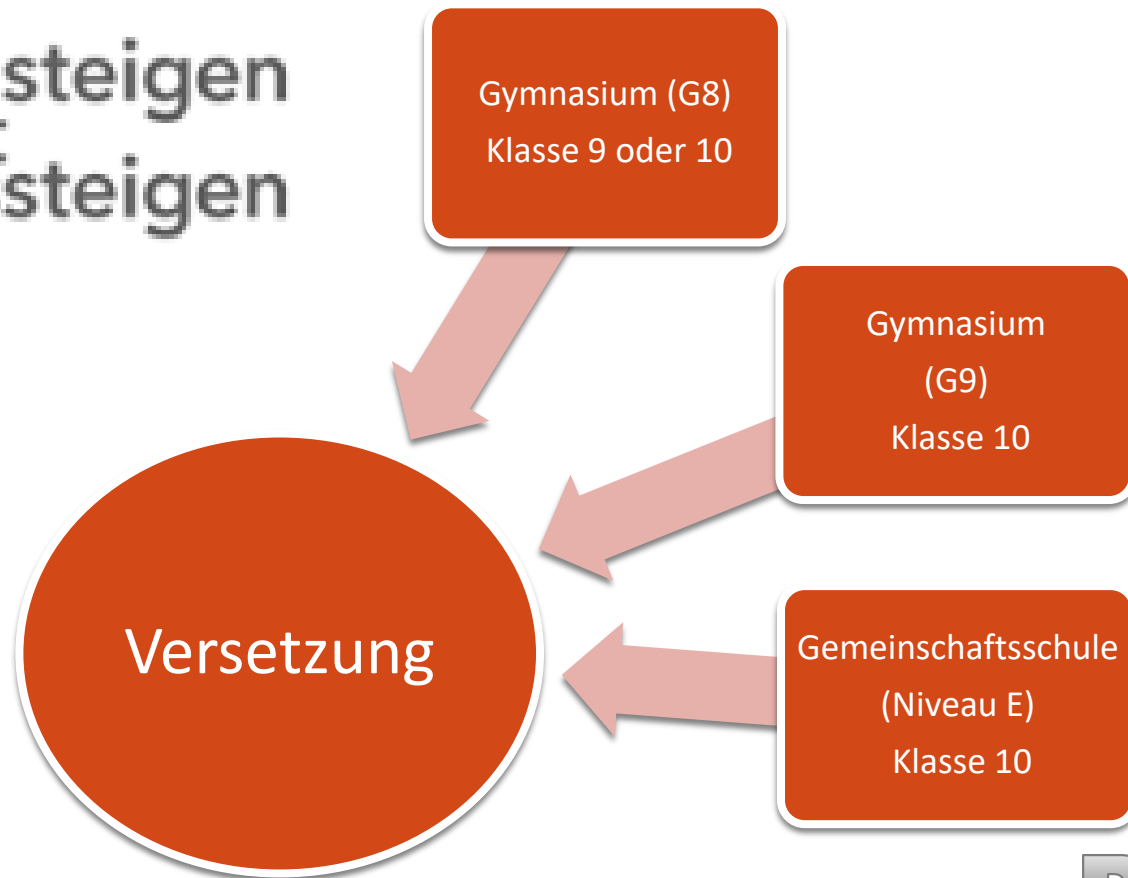 steigen
steigen
Gymnasium (G8)
Klasse 9 oder 10
Gymnasium
(G9)
Klasse 10
Versetzung
Gemeinschaftsschule
(Niveau E)
Klasse 10